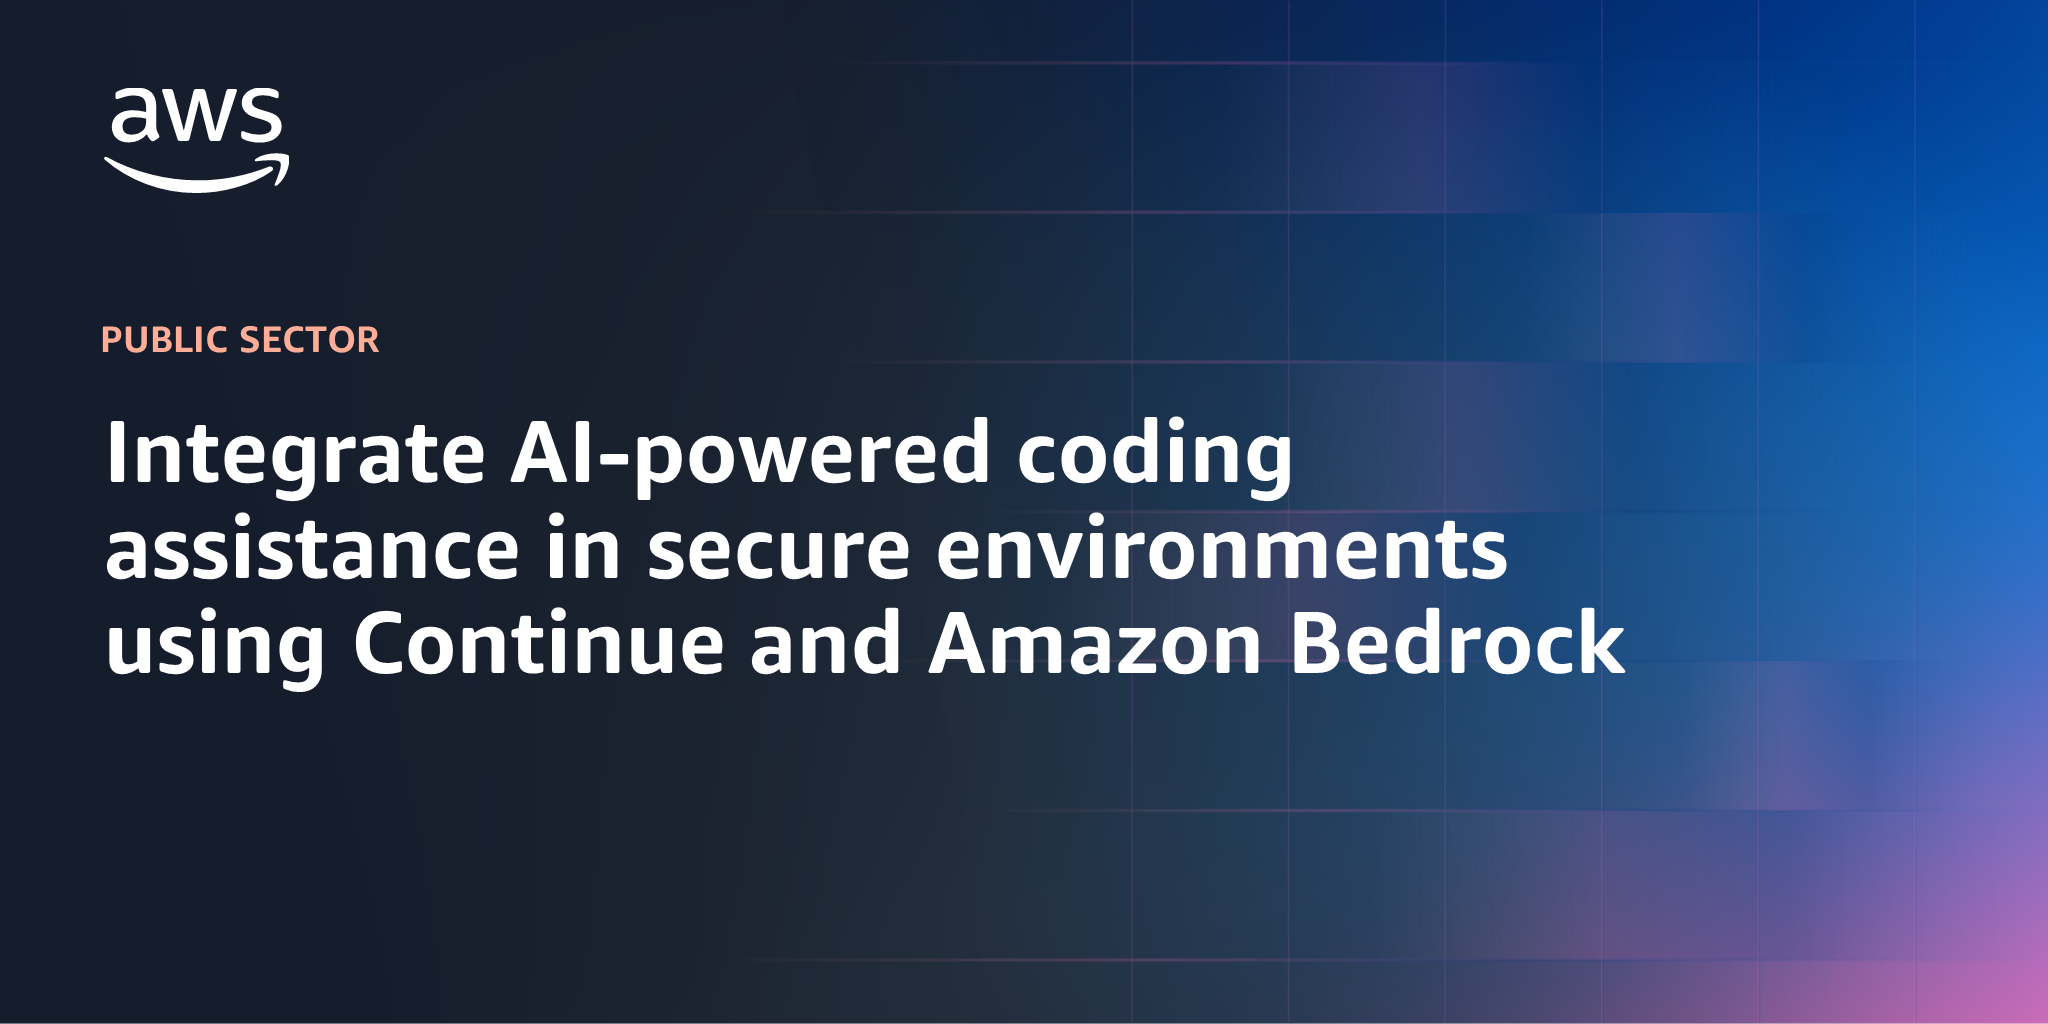 aws
PUBLIC SECTOR
Integrate AI-powered coding
assistance in secure environments
using Continue and Amazon Bedrock